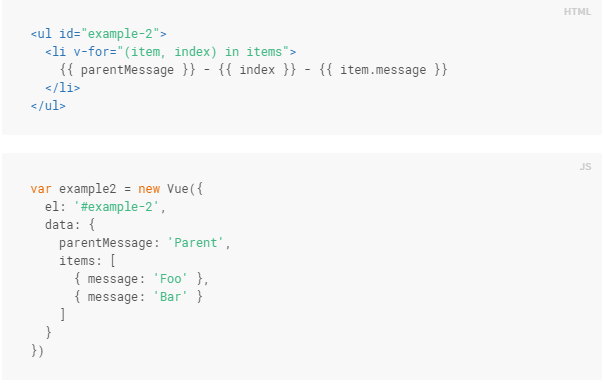 HTML
<ul id="example-2">
  <li v-for="(item, index) in items">
    {{ parentMessage }} - {{ index }} - {{ item.message }}
  </li>
</ul>
JS
var example2 = new Vue({
  el: '#example-2',
  data: {
    parentMessage: 'Parent',
    items: [
      { message: 'Foo' },
      { message: 'Bar' }
    ]
  }
})